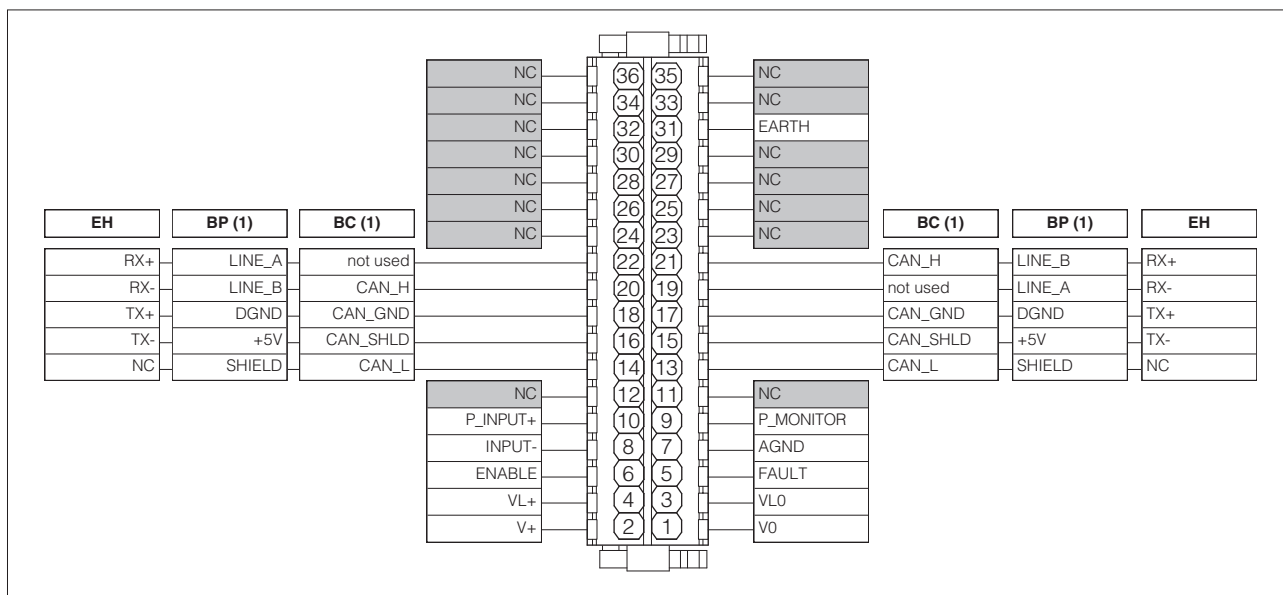 NC 36 35 NC
NC 34 33 NC
NC 32 31 EARTH
NC 30 29 NC
NC 28 27 NC
NC 26 25 NC
NC 24 23 NC
EH BP (1) BC (1) BC (1) BP (1) EH
RX+ LINE_A not used 22 21 CAN_H LINE_B RX+
RX- LINE_B CAN_H 20 19 not used LINE_A RX-
TX+ DGND CAN_GND 18 17 CAN_GND DGND TX+
TX- +5V CAN_SHLD 16 15 CAN_SHLD +5V TX-
NC SHIELD CAN_L 14 13 CAN_L SHIELD NC
NC 12 11 NC
P_INPUT+ 10 9 P_MONITOR
INPUT- 8 7 AGND
ENABLE 6 5 FAULT
VL+ 4 3 VL0
V+ 2 1 V0